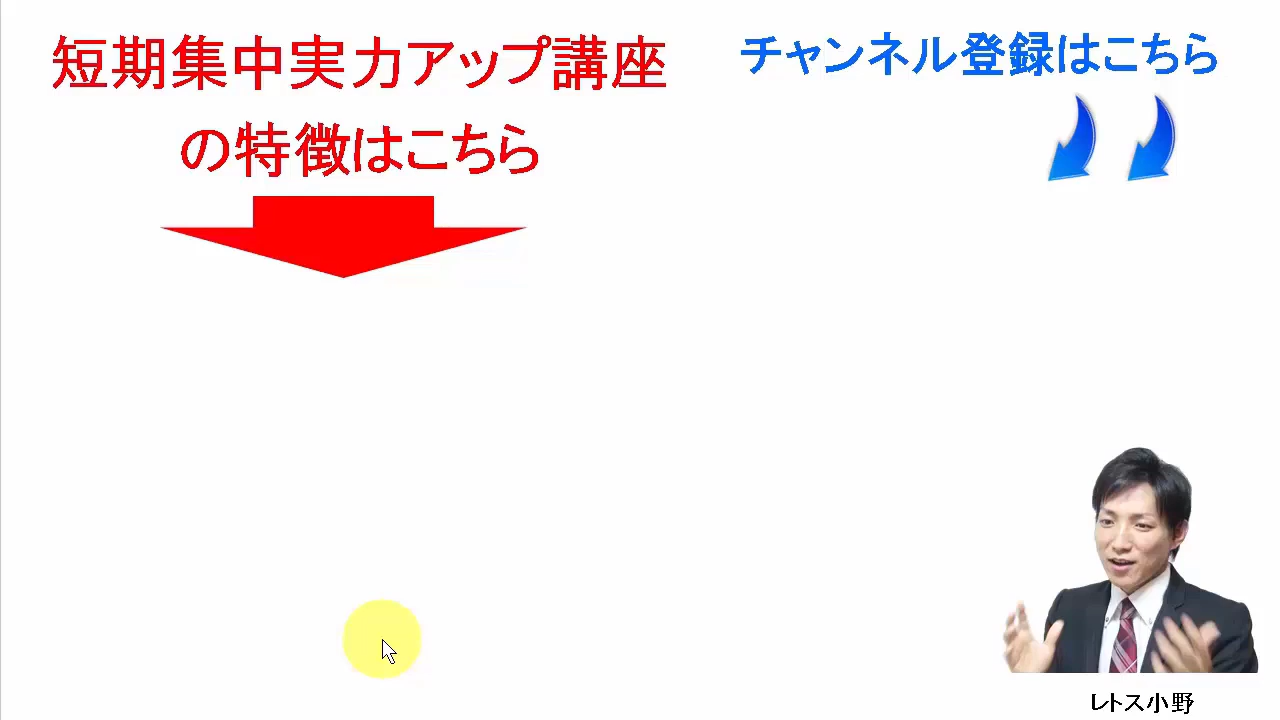 短期集中実力アップ講座
の特徴はこちら
チャンネル登録はこちら
レトス小野